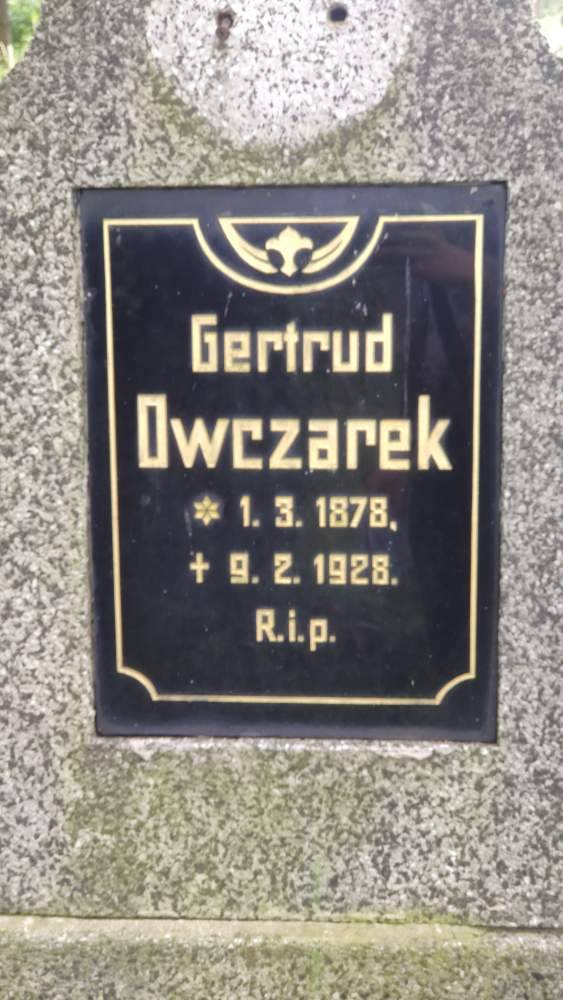 Gertrud
Owczarek
* 1. 3. 1878.
† 9. 2. 1928.
R.i.p.